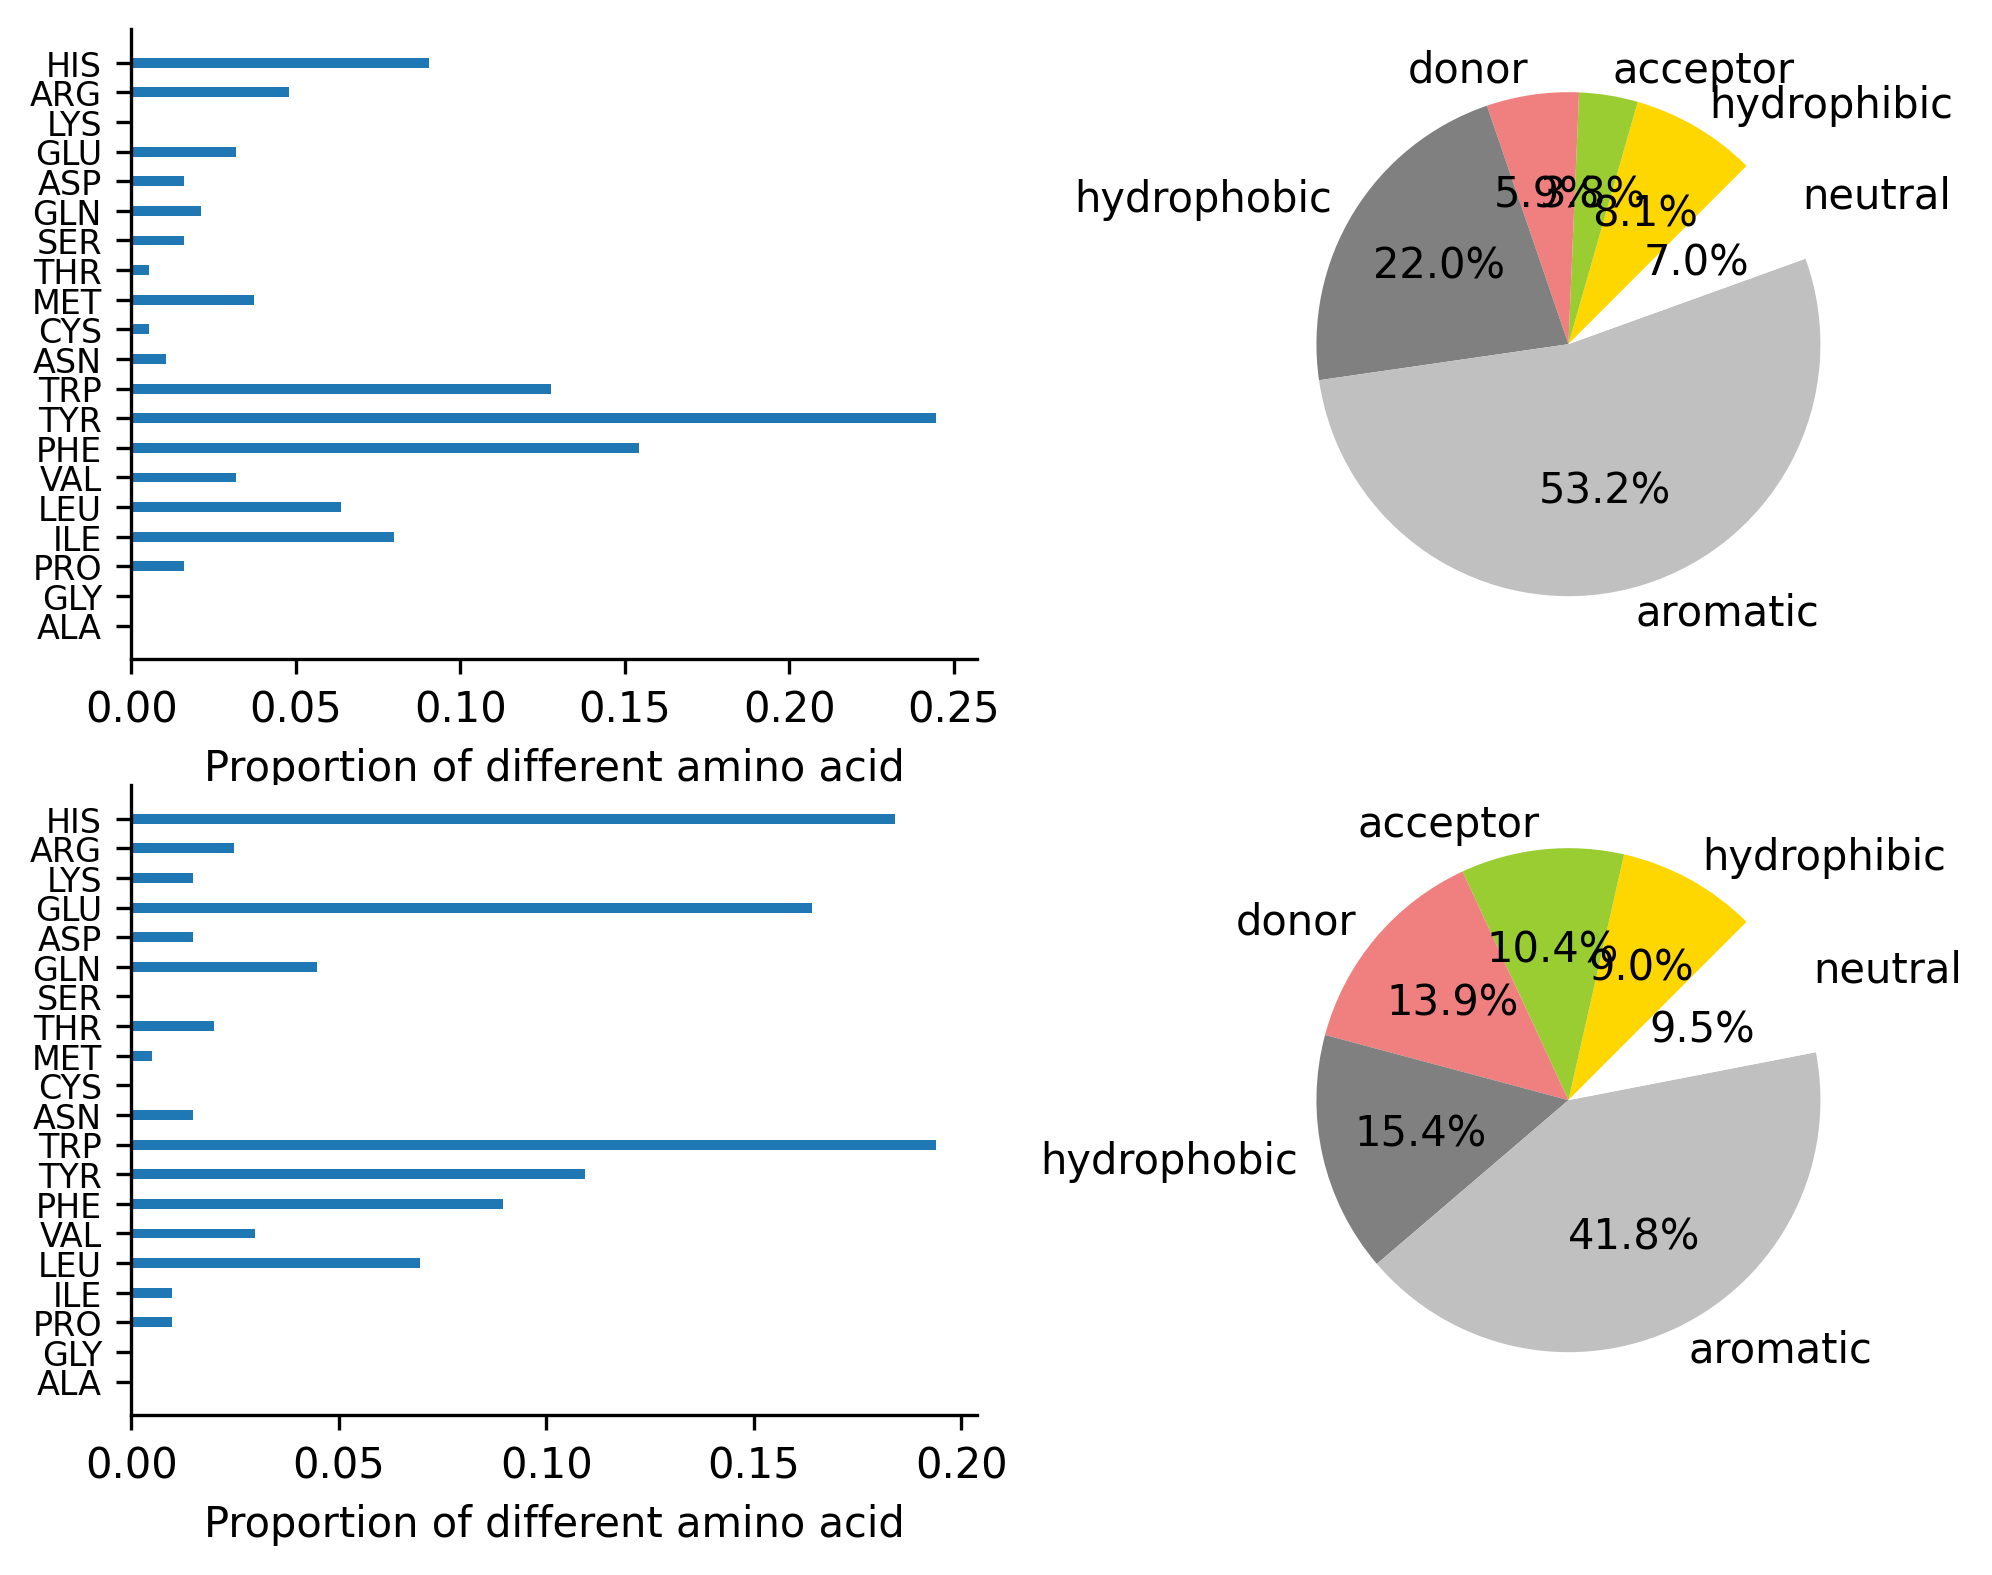 HIS
ARG
LYS
GLU
ASP
GLN
SER
THR
MET
CYS
ASN
TRP
TYR
PHE
VAL
LEU
ILE
PRO
GLY
ALA
0.00 0.05 0.10 0.15 0.20 0.25
Proportion of different amino acid
donor
acceptor
hydrophibic
neutral
hydrophobic
aromatic
5.9%
3.8%
8.1%
7.0%
22.0%
53.2%
HIS
ARG
LYS
GLU
ASP
GLN
SER
THR
MET
CYS
ASN
TRP
TYR
PHE
VAL
LEU
ILE
PRO
GLY
ALA
0.00 0.05 0.10 0.15 0.20
Proportion of different amino acid
acceptor
hydrophibic
donor
neutral
hydrophobic
aromatic
10.4%
9.0%
13.9%
9.5%
15.4%
41.8%